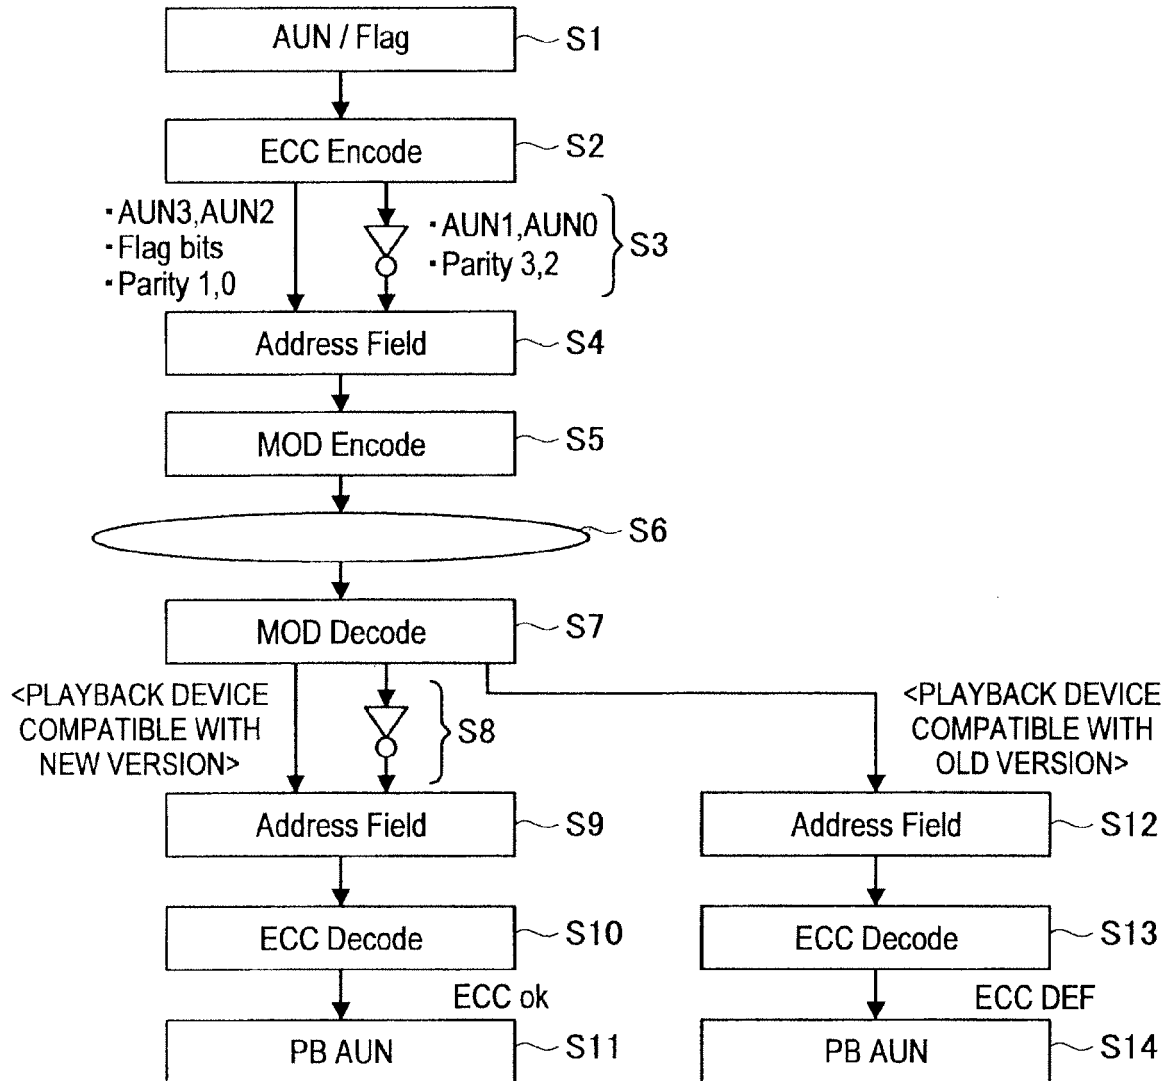 AUN / Flag
S1
ECC Encode
S2
・AUN3,AUN2
・Flag bits
・Parity 1,0
・AUN1,AUN0
・Parity 3,2
S3
Address Field
S4
MOD Encode
S5
S6
MOD Decode
S7
<PLAYBACK DEVICE
COMPATIBLE WITH
NEW VERSION>
S8
<PLAYBACK DEVICE
COMPATIBLE WITH
OLD VERSION>
Address Field
S9
Address Field
S12
ECC Decode
S10
ECC Decode
S13
ECC ok
ECC DEF
PB AUN
S11
PB AUN
S14